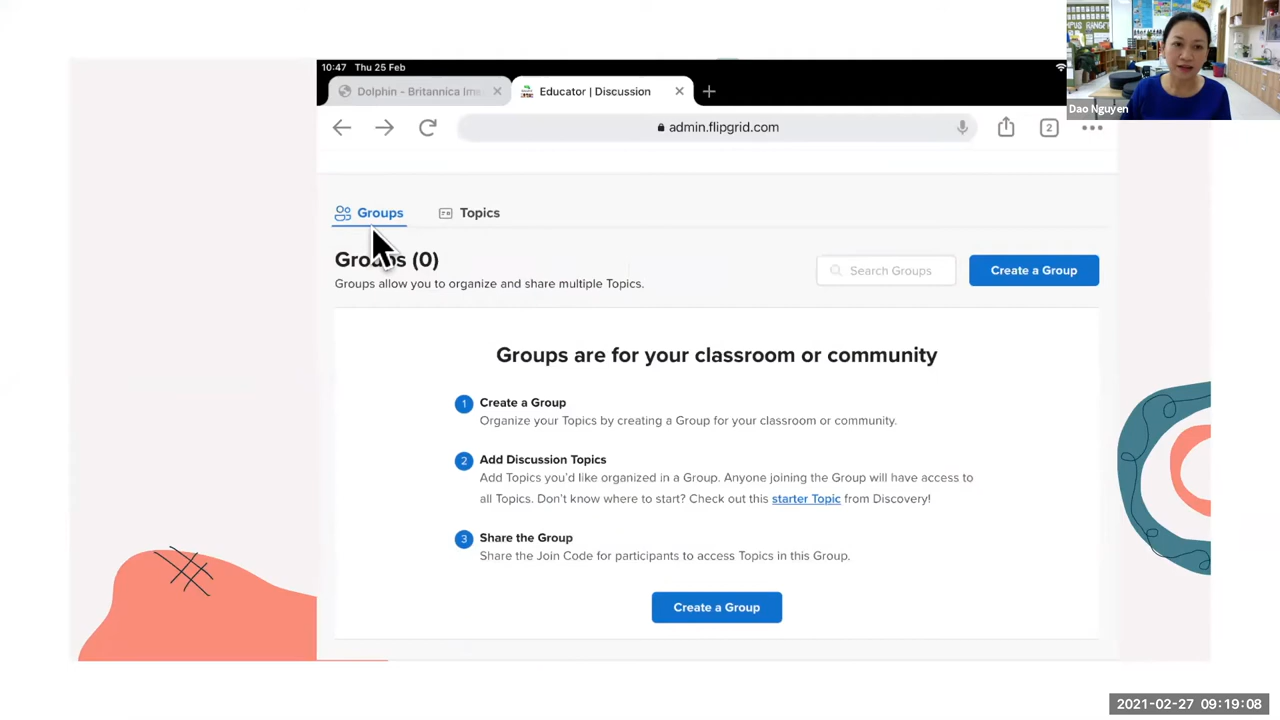 10:47 Thu 25 Feb
Dolphin - Britannica Ima
Educator | Discussion
admin.flipgrid.com
2
Dao Nguyen
Groups
Topics
Groups (0)
Groups allow you to organize and share multiple Topics.
Search Groups
Create a Group
Groups are for your classroom or community
1 Create a Group
Organize your Topics by creating a Group for your classroom or community.
2 Add Discussion Topics
Add Topics you'd like organized in a Group. Anyone joining the Group will have access to
all Topics. Don't know where to start? Check out this starter Topic from Discovery!
3 Share the Group
Share the Join Code for participants to access Topics in this Group.
Create a Group
2021-02-27 09:19:08